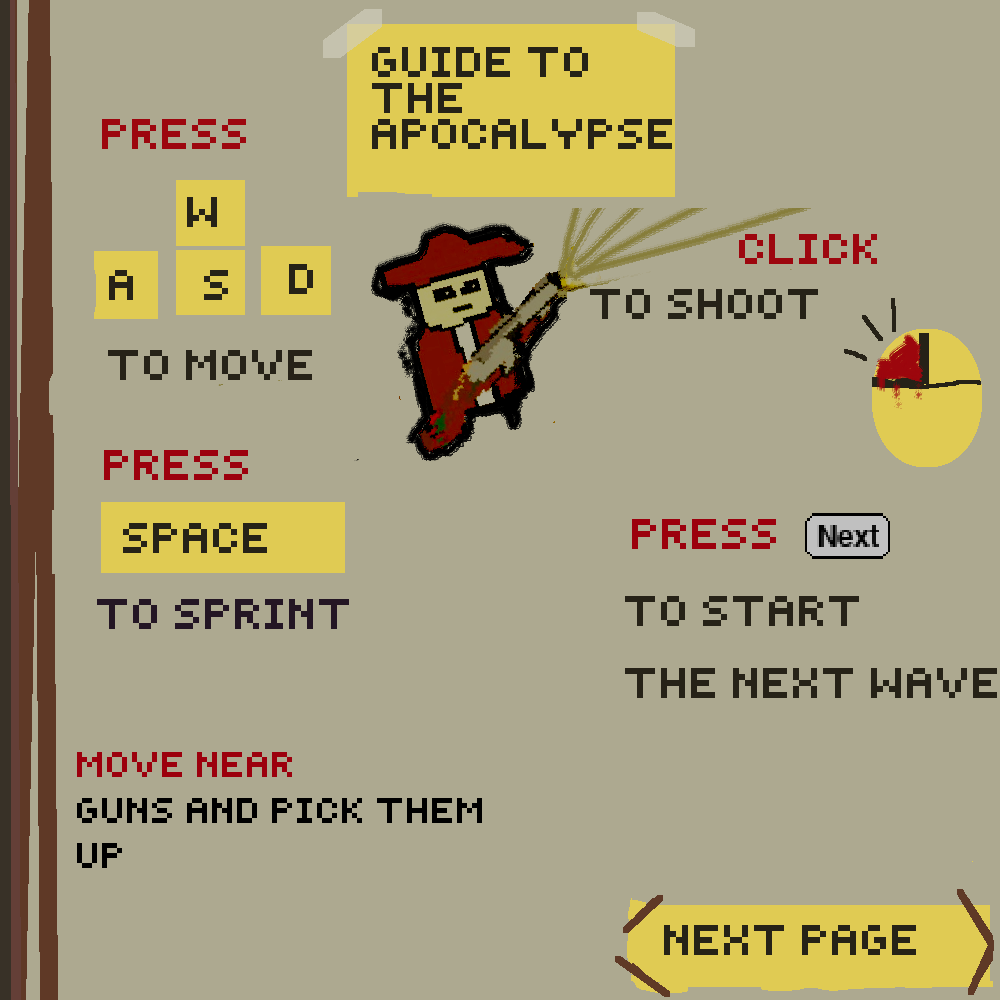 GUIDE TO
THE
APOCALYPSE
PRESS
W
A S D
TO MOVE
CLICK
TO SHOOT
PRESS
SPACE
TO SPRINT
PRESS Next
TO START
THE NEXT WAVE
MOVE NEAR
GUNS AND PICK THEM
UP
NEXT PAGE